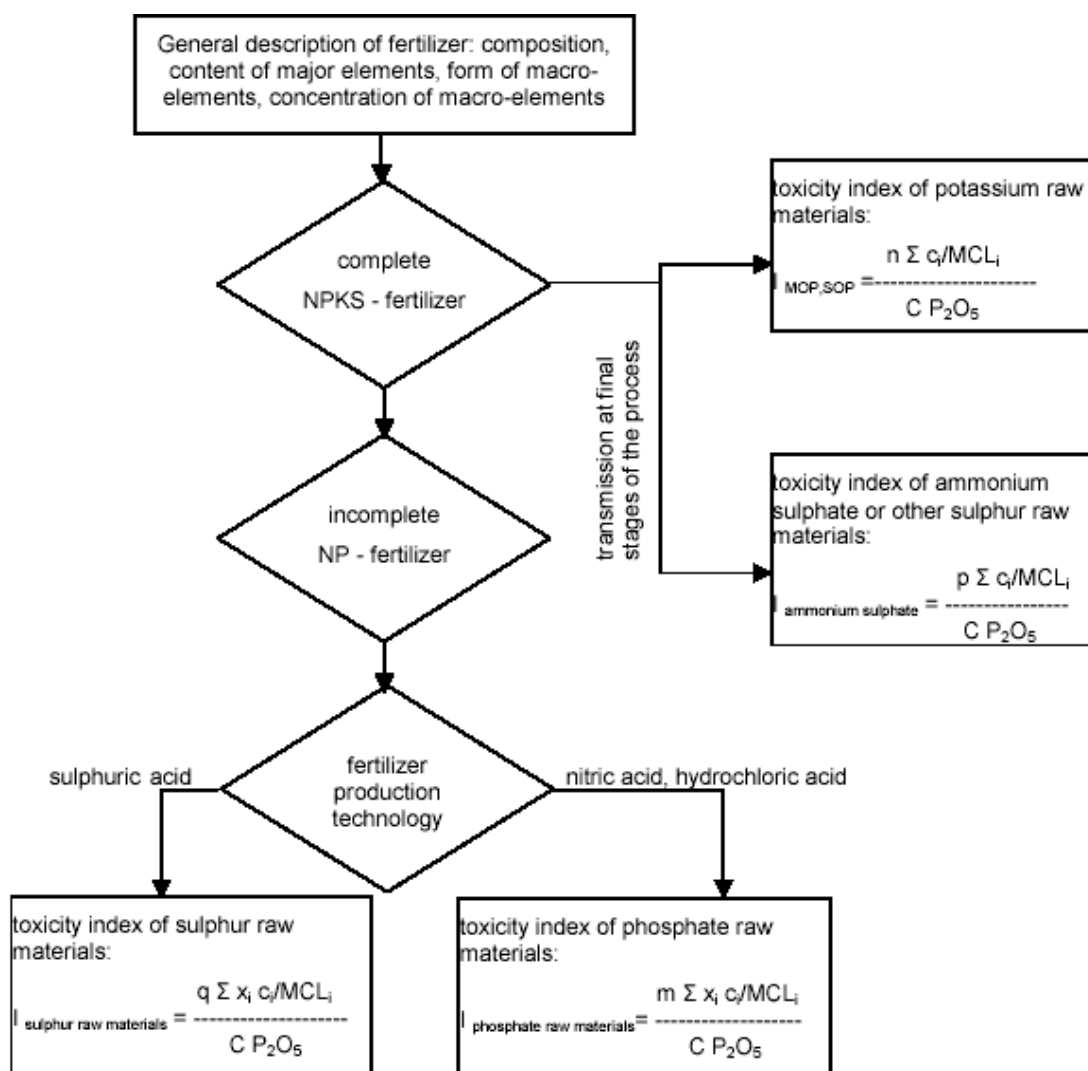 General description of fertilizer: composition,
content of major elements, form of macro-
elements, concentration of macro-elements
complete
NPKS - fertilizer
toxicity index of potassium raw
materials:
n Σ cᵢ/MCLᵢ
I MOP,SOP =-----------------------
C P₂O₅
transmission at final
stages of the process
toxicity index of ammonium
sulphate or other sulphur raw
materials:
p Σ cᵢ/MCLᵢ
I ammonium sulphate = -----------------
C P₂O₅
incomplete
NP - fertilizer
fertilizer
production
technology
sulphuric acid
nitric acid, hydrochloric acid
toxicity index of sulphur raw
materials:
q Σ xᵢ cᵢ/MCLᵢ
I sulphur raw materials = ---------------------
C P₂O₅
toxicity index of phosphate raw
materials:
m Σ xᵢ cᵢ/MCLᵢ
I phosphate raw materials= --------------------
C P₂O₅